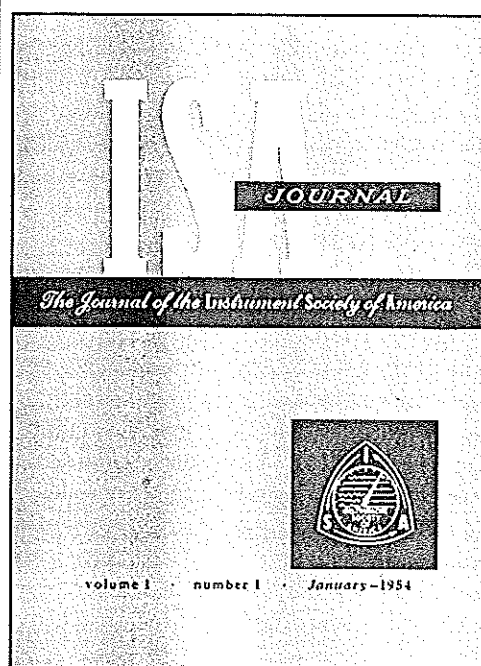 ISA
JOURNAL
The Journal of the Instrument Society of America
I
S A
volume 1 · number 1 · January-1954